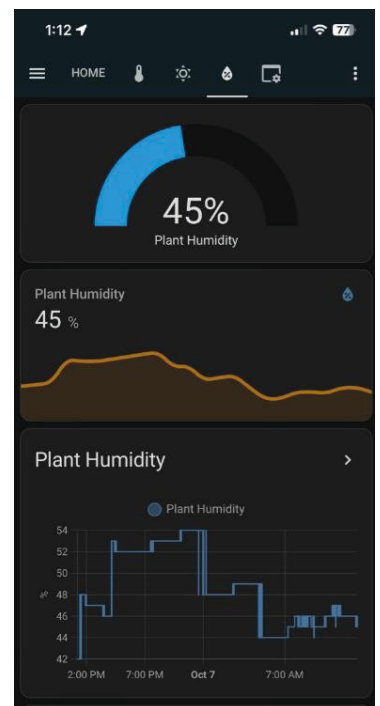 1:12
77
HOME
45%
Plant Humidity
Plant Humidity
45 %
Plant Humidity
Plant Humidity
54
52
50
48
46
44
42
%
2:00 PM 7:00 PM Oct 7 7:00 AM